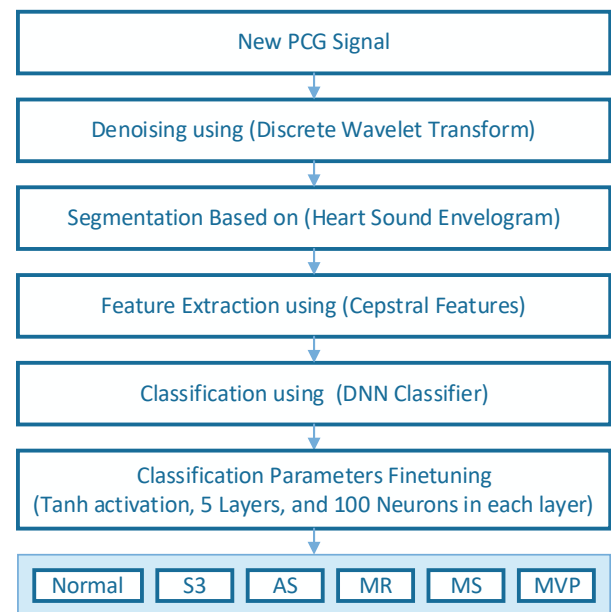 New PCG Signal
Denoising using (Discrete Wavelet Transform)
Segmentation Based on (Heart Sound Envelogram)
Feature Extraction using (Cepstral Features)
Classification using (DNN Classifier)
Classification Parameters Finetuning
(Tanh activation, 5 Layers, and 100 Neurons in each layer)
Normal S3 AS MR MS MVP